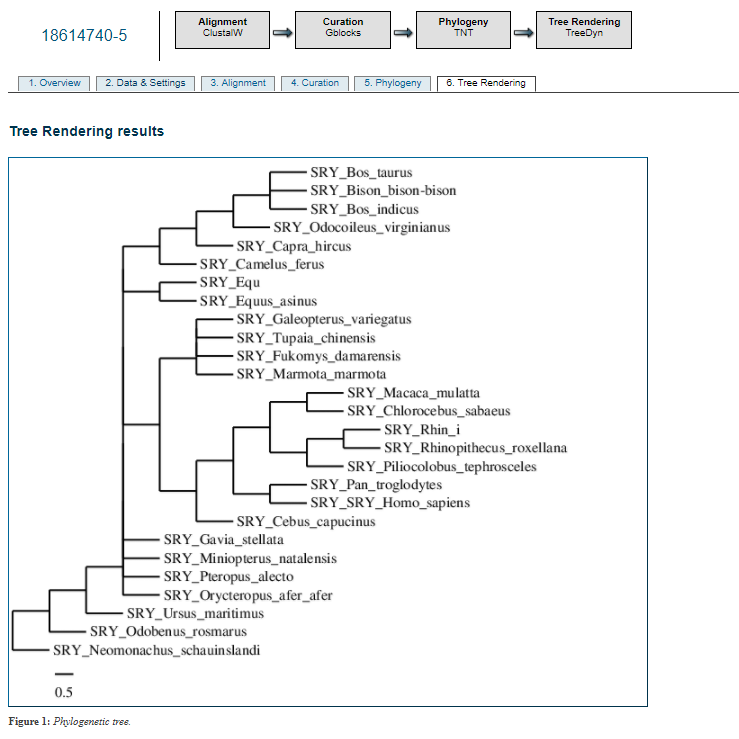 18614740-5
Alignment
ClustalW
Curation
Gblocks
Phylogeny
TNT
Tree Rendering
TreeDyn
1. Overview
2. Data & Settings
3. Alignment
4. Curation
5. Phylogeny
6. Tree Rendering
Tree Rendering results
SRY_Bos_taurus
SRY_Bison_bison-bison
SRY_Bos_indicus
SRY_Odocoileus_virginianus
SRY_Capra_hircus
SRY_Camelus_ferus
SRY_Equ
SRY_Equus_asinus
SRY_Galeopterus_variegatus
SRY_Tupaia_chinensis
SRY_Fukomys_damarensis
SRY_Marmota_marmota
SRY_Macaca_mulatta
SRY_Chlorocebus_sabaeus
SRY_Rhin_i
SRY_Rhinopithecus_roxellana
SRY_Piliocolobus_tephrosceles
SRY_Pan_troglodytes
SRY_SRY_Homo_sapiens
SRY_Cebus_capucinus
SRY_Gavia_stellata
SRY_Miniopterus_natalensis
SRY_Pteropus_alecto
SRY_Orycteropus_afer_afer
SRY_Ursus_maritimus
SRY_Odobenus_rosmarus
SRY_Neomonachus_schauinslandi
0.5
Figure 1: Phylogenetic tree.